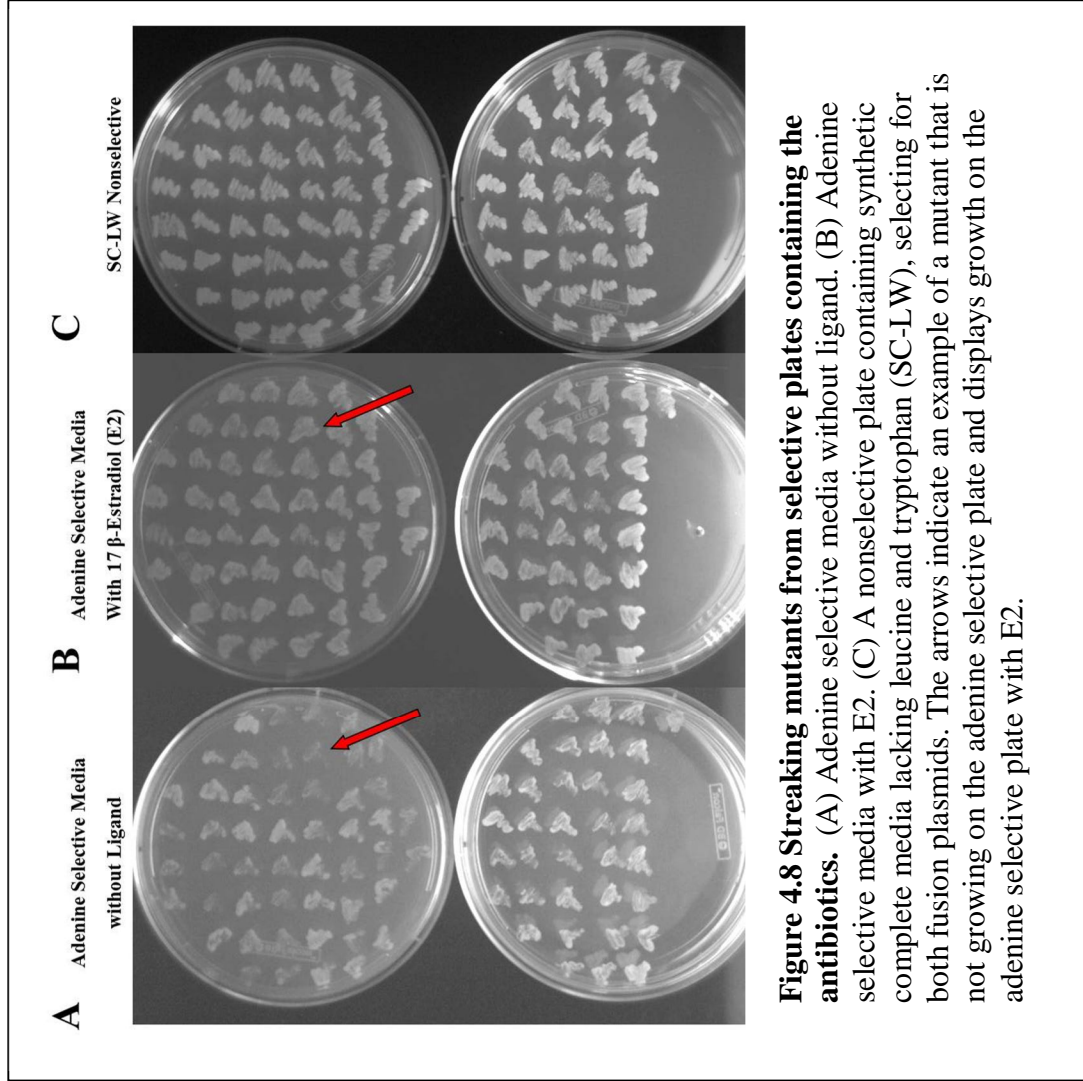 A
Adenine Selective Media
without Ligand
B
Adenine Selective Media
With 17 β-Estradiol (E2)
C
SC-LW Nonselective
Figure 4.8 Streaking mutants from selective plates containing the
antibiotics. (A) Adenine selective media without ligand. (B) Adenine
selective media with E2. (C) A nonselective plate containing synthetic
complete media lacking leucine and tryptophan (SC-LW), selecting for
both fusion plasmids. The arrows indicate an example of a mutant that is
not growing on the adenine selective plate and displays growth on the
adenine selective plate with E2.